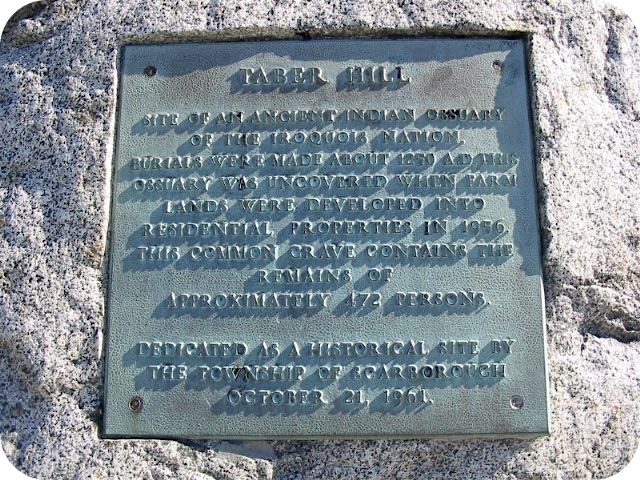 TABER HILL
SITE OF AN ANCIENT INDIAN OSSUARY
OF THE IROQUOIS NATION.
BURIALS WERE MADE ABOUT 1250 A.D. THIS
OSSUARY WAS UNCOVERED WHEN FARM
LANDS WERE DEVELOPED INTO
RESIDENTIAL PROPERTIES IN 1956.
THIS COMMON GRAVE CONTAINS THE
REMAINS OF
APPROXIMATELY 472 PERSONS.
DEDICATED AS A HISTORICAL SITE BY
THE TOWNSHIP OF SCARBOROUGH
OCTOBER 21, 1961.